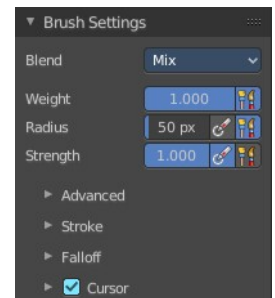 Brush Settings
Blend Mix
Weight 1.000
Radius 50 px
Strength 1.000
Advanced
Stroke
Falloff
Cursor